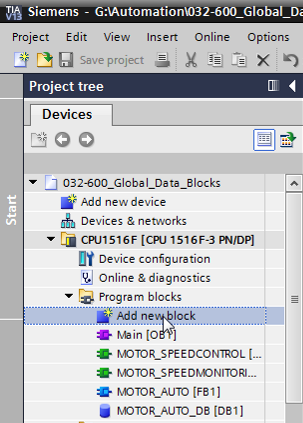 TIA
V13
Siemens - G:\Automation\032-600_Global_Da
Project Edit View Insert Online Options
Save project
Project tree
Devices
Start
032-600_Global_Data_Blocks
Add new device
Devices & networks
CPU1516F [CPU 1516F-3 PN/DP]
Device configuration
Online & diagnostics
Program blocks
Add new block
Main [OB1]
MOTOR_SPEEDCONTROL [...
MOTOR_SPEEDMONITORI...
MOTOR_AUTO [FB1]
MOTOR_AUTO_DB [DB1]